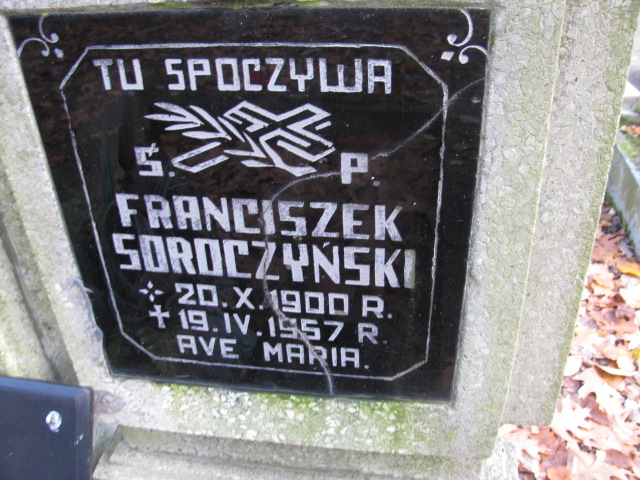 TU SPOCZYWA
Ś. P.
FRANCISZEK
SOROCZYŃSKI
20.X.1900 R.
19.IV.1957 R
AVE MARIA.